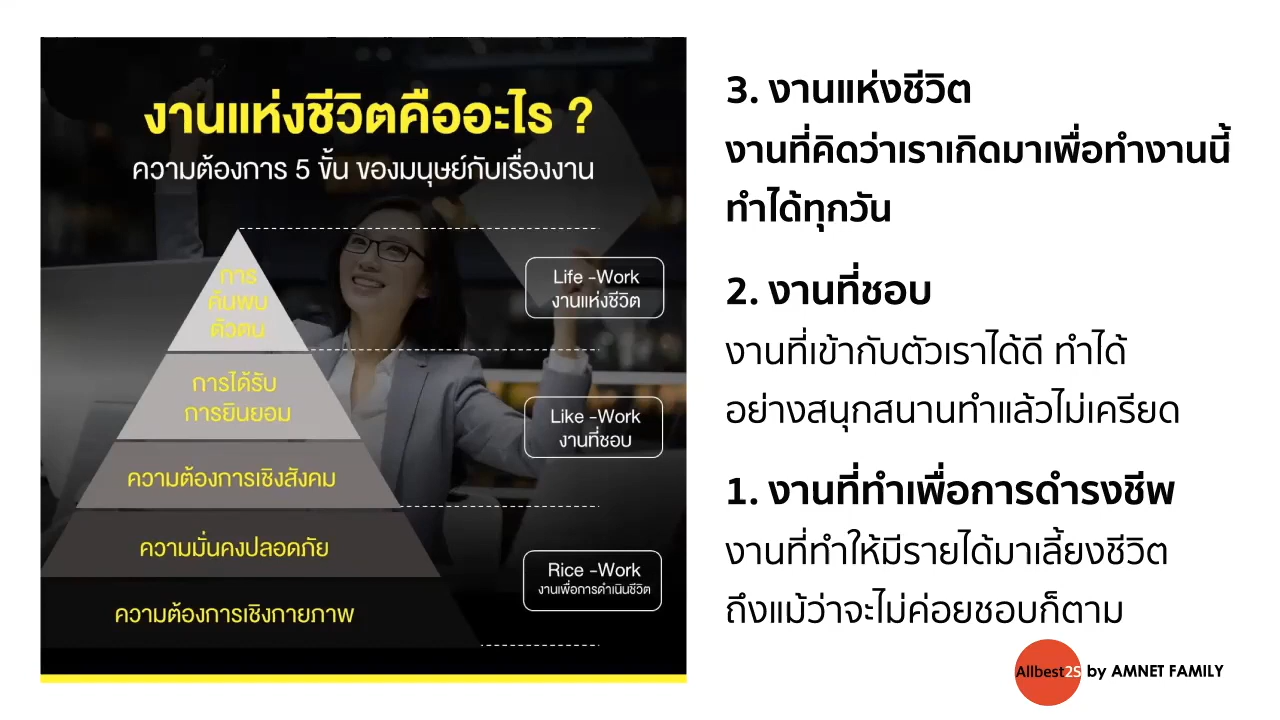 งานแห่งชีวิตคืออะไร ?
ความต้องการ 5 ขั้น ของมนุษย์กับเรื่องงาน
การ
ค้นพบ
ตัวตน
Life -Work
งานแห่งชีวิต
การได้รับ
การยินยอม
Like -Work
งานที่ชอบ
ความต้องการเชิงสังคม
ความมั่นคงปลอดภัย
Rice -Work
งานเพื่อการดำเนินชีวิต
ความต้องการเชิงกายภาพ
3. งานแห่งชีวิต
งานที่คิดว่าเราเกิดมาเพื่อทำงานนี้
ทำได้ทุกวัน
2. งานที่ชอบ
งานที่เข้ากับตัวเราได้ดี ทำได้
อย่างสนุกสนานทำแล้วไม่เครียด
1. งานที่ทำเพื่อการดำรงชีพ
งานที่ทำให้มีรายได้มาเลี้ยงชีวิต
ถึงแม้ว่าจะไม่ค่อยชอบก็ตาม
Allbest2S by AMNET FAMILY